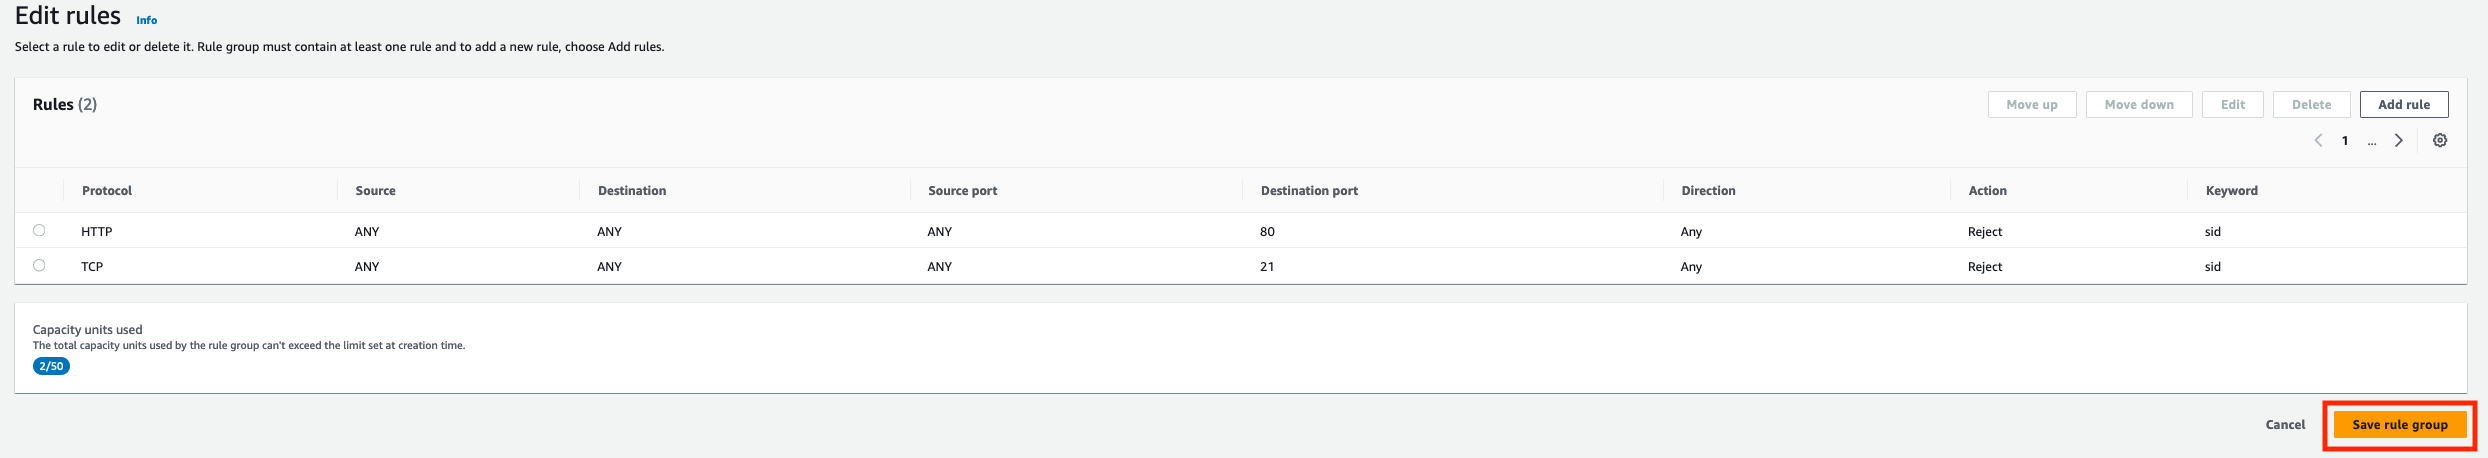 Edit rules Info
Select a rule to edit or delete it. Rule group must contain at least one rule and to add a new rule, choose Add rules.
Rules (2)
Move up Move down Edit Delete Add rule
1 ...
Protocol Source Destination Source port Destination port Direction Action Keyword
HTTP ANY ANY ANY 80 Any Reject sid
TCP ANY ANY ANY 21 Any Reject sid
Capacity units used
The total capacity units used by the rule group can't exceed the limit set at creation time.
2/50
Cancel Save rule group